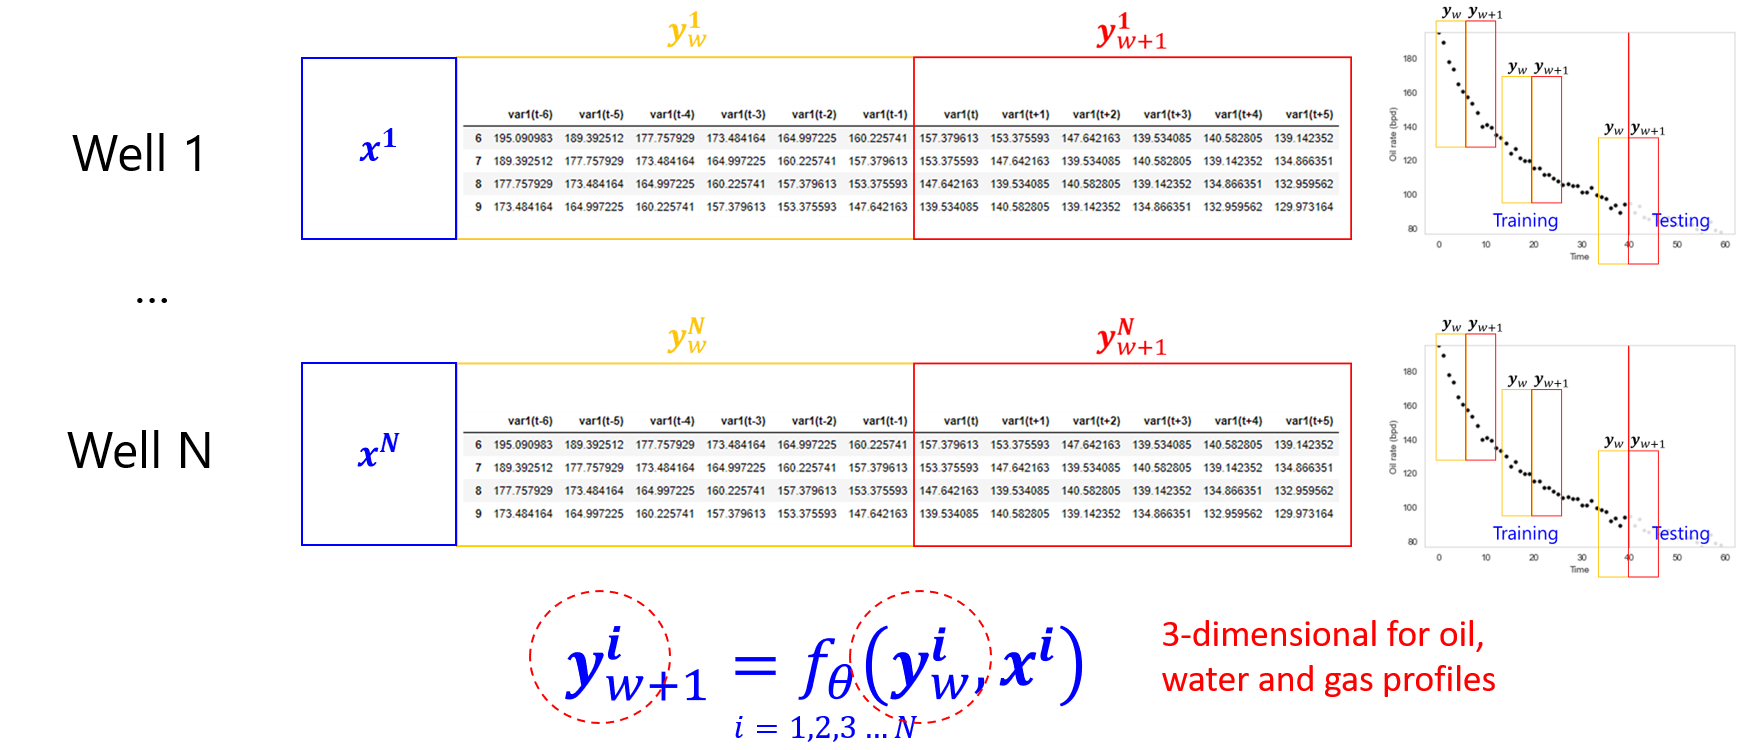 y_w^1 y_{w+1}^1
Well 1
x^1
var1(t-6) var1(t-5) var1(t-4) var1(t-3) var1(t-2) var1(t-1) var1(t) var1(t+1) var1(t+2) var1(t+3) var1(t+4) var1(t+5)
6 195.090983 189.392512 177.757929 173.484164 164.997225 160.225741 157.379613 153.375593 147.642163 139.534085 140.582805 139.142352
7 189.392512 177.757929 173.484164 164.997225 160.225741 157.379613 153.375593 147.642163 139.534085 140.582805 139.142352 134.866351
8 177.757929 173.484164 164.997225 160.225741 157.379613 153.375593 147.642163 139.534085 140.582805 139.142352 134.866351 132.959562
9 173.484164 164.997225 160.225741 157.379613 153.375593 147.642163 139.534085 140.582805 139.142352 134.866351 132.959562 129.973164
y_w y_{w+1}
y_w y_{w+1}
y_w y_{w+1}
Oil rate (bpd)
180
160
140
120
100
80
Training Testing
0 10 20 30 40 50 60
Time
...
y_w^N y_{w+1}^N
Well N
x^N
var1(t-6) var1(t-5) var1(t-4) var1(t-3) var1(t-2) var1(t-1) var1(t) var1(t+1) var1(t+2) var1(t+3) var1(t+4) var1(t+5)
6 195.090983 189.392512 177.757929 173.484164 164.997225 160.225741 157.379613 153.375593 147.642163 139.534085 140.582805 139.142352
7 189.392512 177.757929 173.484164 164.997225 160.225741 157.379613 153.375593 147.642163 139.534085 140.582805 139.142352 134.866351
8 177.757929 173.484164 164.997225 160.225741 157.379613 153.375593 147.642163 139.534085 140.582805 139.142352 134.866351 132.959562
9 173.484164 164.997225 160.225741 157.379613 153.375593 147.642163 139.534085 140.582805 139.142352 134.866351 132.959562 129.973164
y_w y_{w+1}
y_w y_{w+1}
y_w y_{w+1}
Oil rate (bpd)
180
160
140
120
100
80
Training Testing
0 10 20 30 40 50 60
Time
y_{w+1}^i = f_θ(y_w^i, x^i)
i = 1,2,3 ... N
3-dimensional for oil,
water and gas profiles